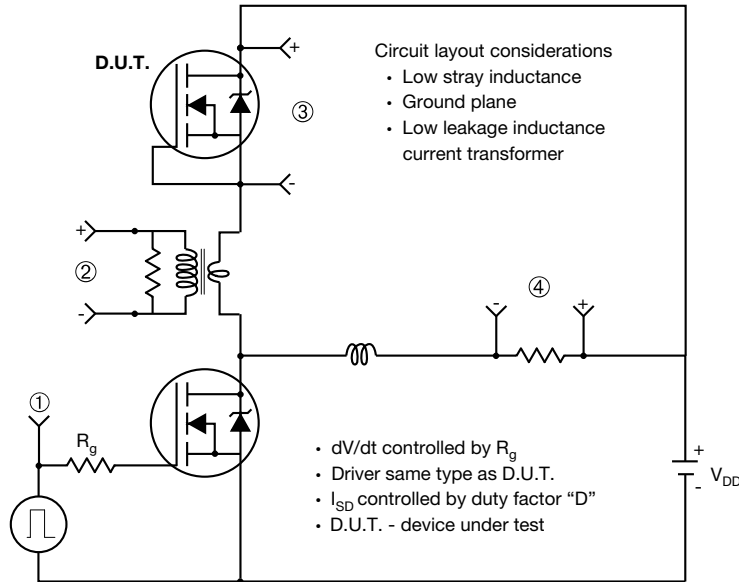 D.U.T.
+
③
-
Circuit layout considerations
• Low stray inductance
• Ground plane
• Low leakage inductance
current transformer
+
②
-
-
④
+
①
Rg
• dV/dt controlled by Rg
• Driver same type as D.U.T.
• ISD controlled by duty factor “D”
• D.U.T. - device under test
+
-
VDD